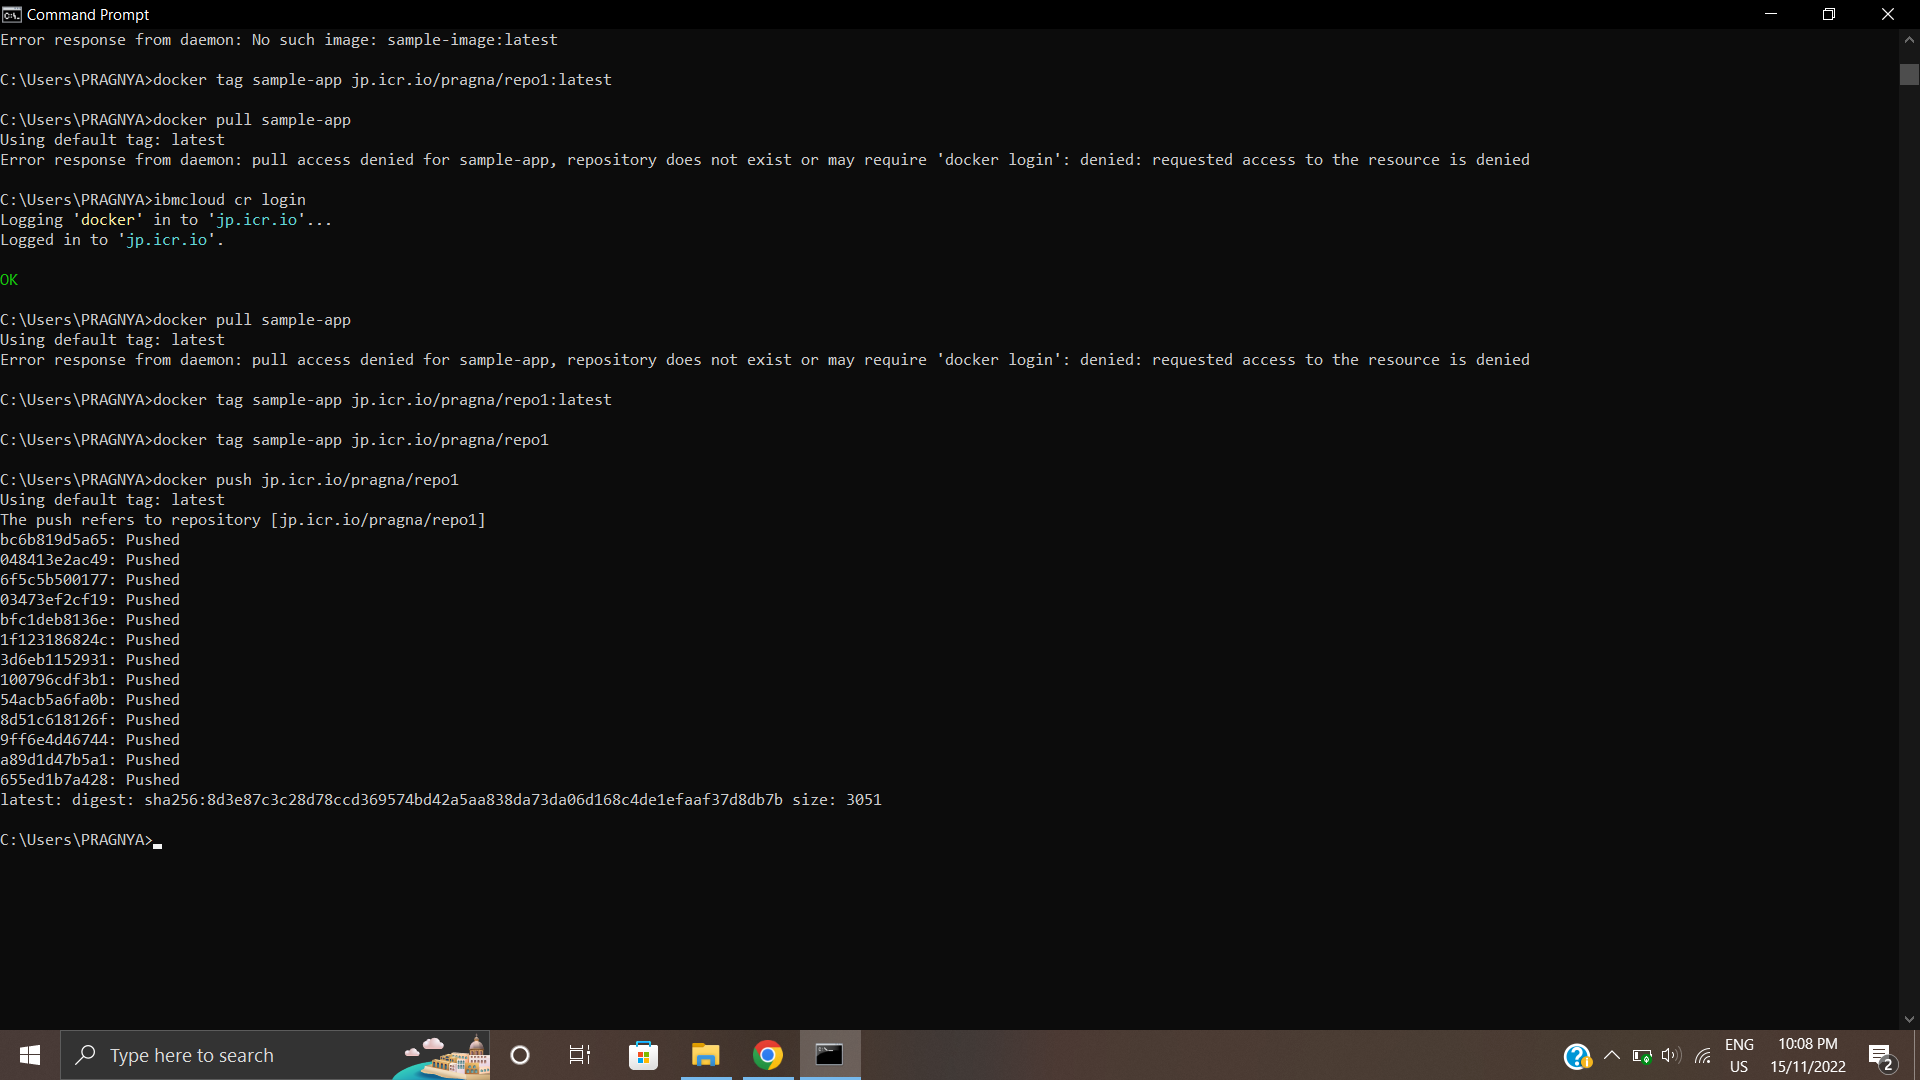 Command Prompt
Error response from daemon: No such image: sample-image:latest
C:\Users\PRAGNYA>docker tag sample-app jp.icr.io/pragna/repo1:latest
C:\Users\PRAGNYA>docker pull sample-app
Using default tag: latest
Error response from daemon: pull access denied for sample-app, repository does not exist or may require 'docker login': denied: requested access to the resource is denied
C:\Users\PRAGNYA>ibmcloud cr login
Logging 'docker' in to 'jp.icr.io'...
Logged in to 'jp.icr.io'.
OK
C:\Users\PRAGNYA>docker pull sample-app
Using default tag: latest
Error response from daemon: pull access denied for sample-app, repository does not exist or may require 'docker login': denied: requested access to the resource is denied
C:\Users\PRAGNYA>docker tag sample-app jp.icr.io/pragna/repo1:latest
C:\Users\PRAGNYA>docker tag sample-app jp.icr.io/pragna/repo1
C:\Users\PRAGNYA>docker push jp.icr.io/pragna/repo1
Using default tag: latest
The push refers to repository [jp.icr.io/pragna/repo1]
bc6b819d5a65: Pushed
048413e2ac49: Pushed
6f5c5b500177: Pushed
03473ef2cf19: Pushed
bfc1deb8136e: Pushed
1f123186824c: Pushed
3d6eb1152931: Pushed
100796cdf3b1: Pushed
54acb5a6fa0b: Pushed
8d51c618126f: Pushed
9ff6e4d46744: Pushed
a89d1d47b5a1: Pushed
655ed1b7a428: Pushed
latest: digest: sha256:8d3e87c3c28d78ccd369574bd42a5aa838da73da06d168c4de1efaaf37d8db7b size: 3051
C:\Users\PRAGNYA>
Type here to search
ENG
US
10:08 PM
15/11/2022
2